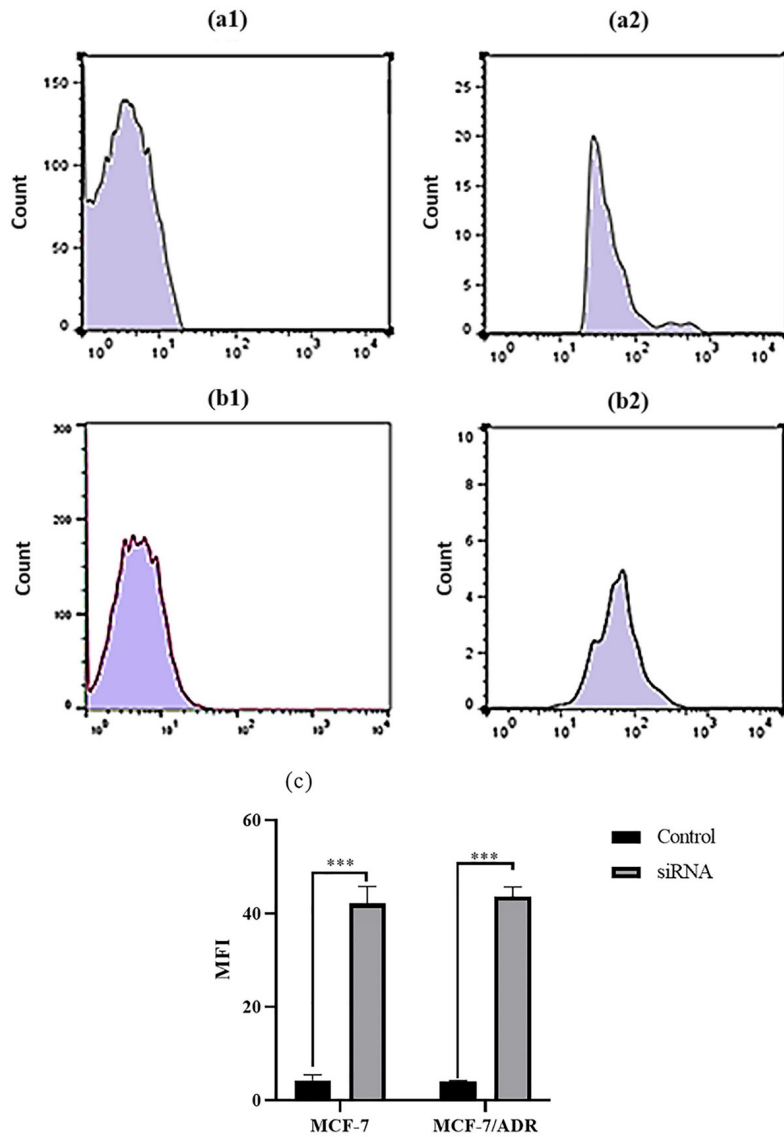 (a1)
(a2)
150
100
50
0
Count
10⁰ 10¹ 10² 10³ 10⁴
25
20
15
10
5
0
Count
10⁰ 10¹ 10² 10³ 10⁴
(b1)
(b2)
300
200
100
0
Count
10⁰ 10¹ 10² 10³ 10⁴
10
8
6
4
2
0
Count
10⁰ 10¹ 10² 10³ 10⁴
(c)
60
40
20
0
MFI
***
***
Control
siRNA
MCF-7
MCF-7/ADR